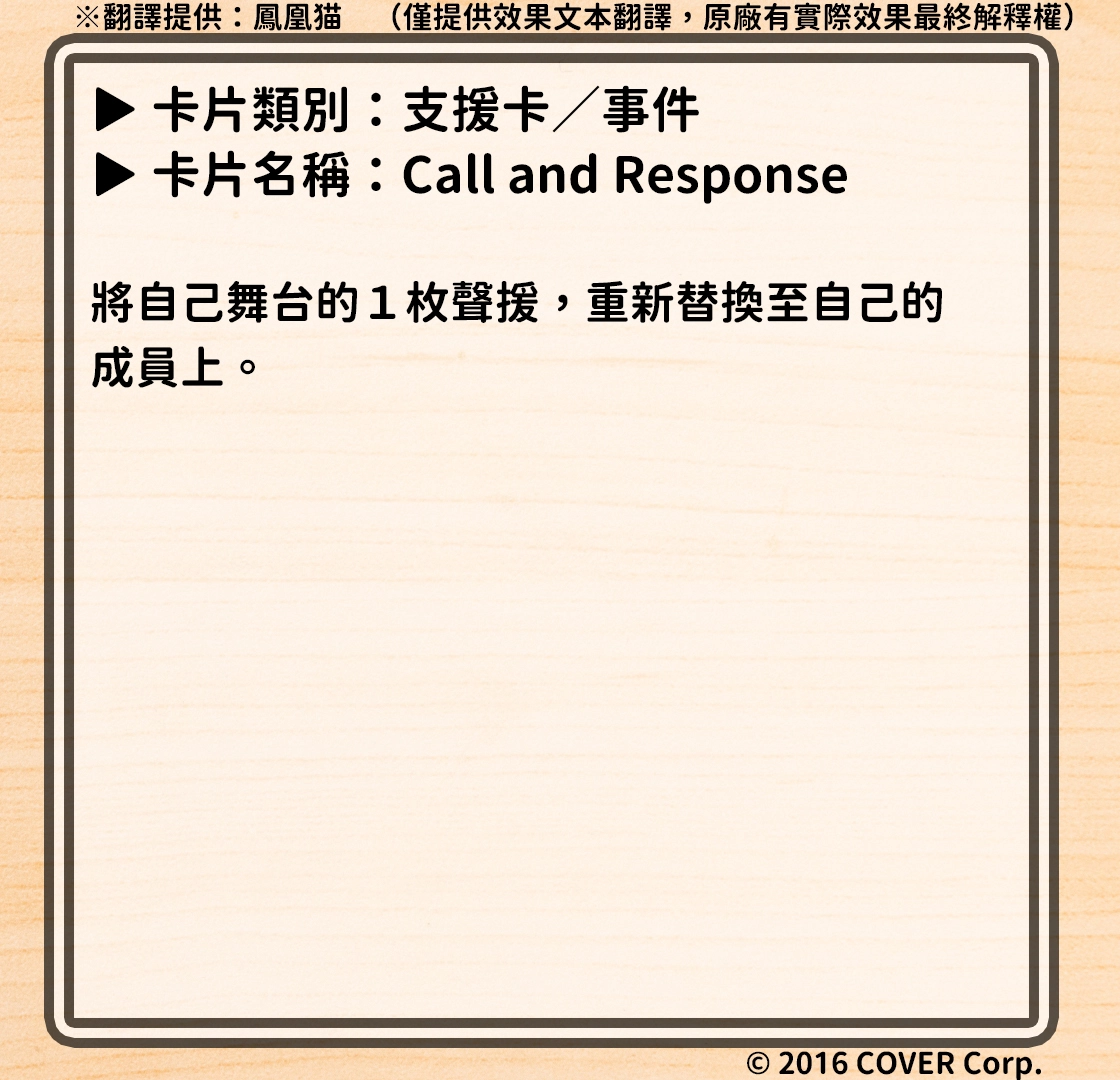 ※翻譯提供：鳳凰猫　（僅提供效果文本翻譯，原廠有實際效果最終解釋權）
▶ 卡片類別：支援卡／事件
▶ 卡片名稱：Call and Response
將自己舞台的１枚聲援，重新替換至自己的
成員上。
© 2016 COVER Corp.